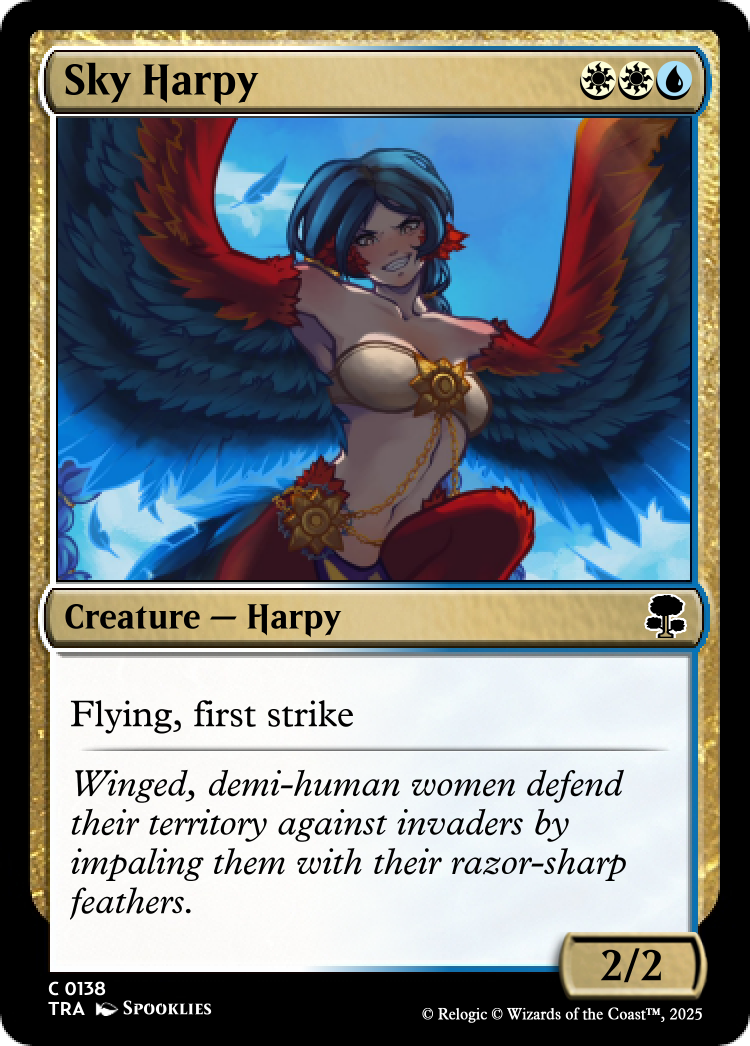 Sky Harpy
Creature — Harpy
Flying, first strike
Winged, demi-human women defend
their territory against invaders by
impaling them with their razor-sharp
feathers.
2/2
C 0138
TRA Spooklies
© Relogic © Wizards of the Coast™, 2025